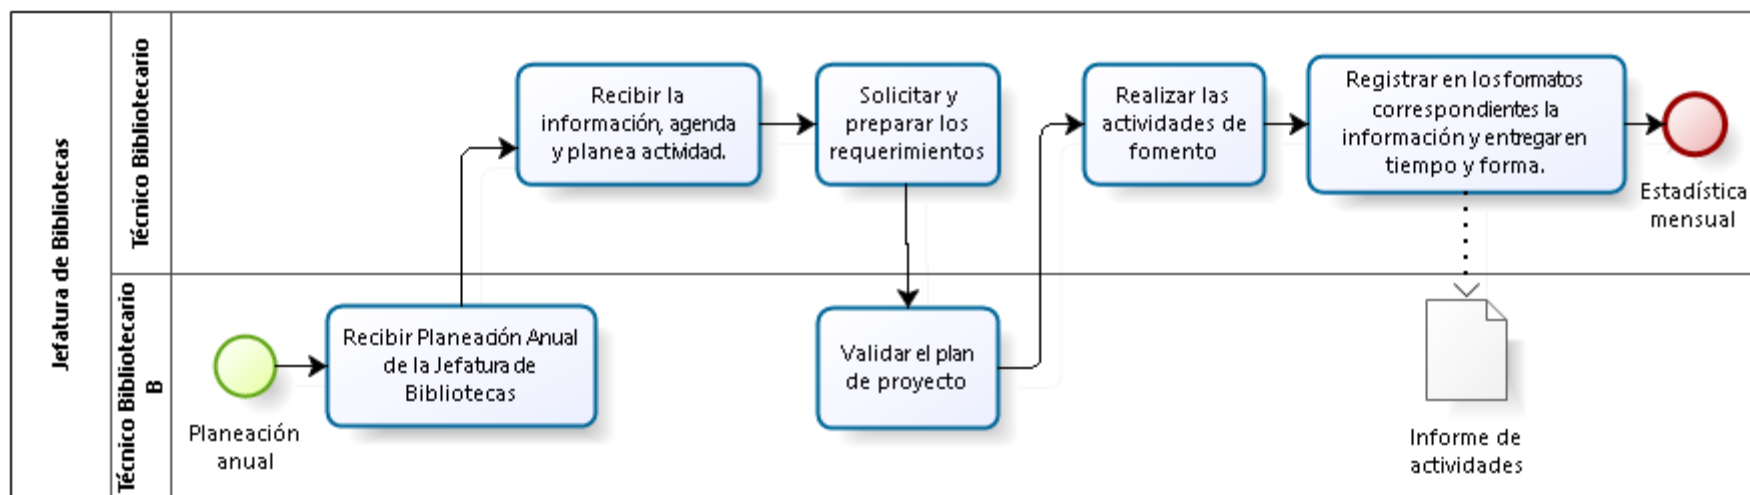 Jefatura de Bibliotecas
Técnico Bibliotecario
Recibir la
información, agenda
y planea actividad.
Solicitar y
preparar los
requerimientos
Realizar las
actividades de
fomento
Registrar en los formatos
correspondientes la
información y entregar en
tiempo y forma.
Estadística
mensual
Técnico Bibliotecario
B
Planeación
anual
Recibir Planeación Anual
de la Jefatura de
Bibliotecas
Validar el plan
de proyecto
Informe de
actividades